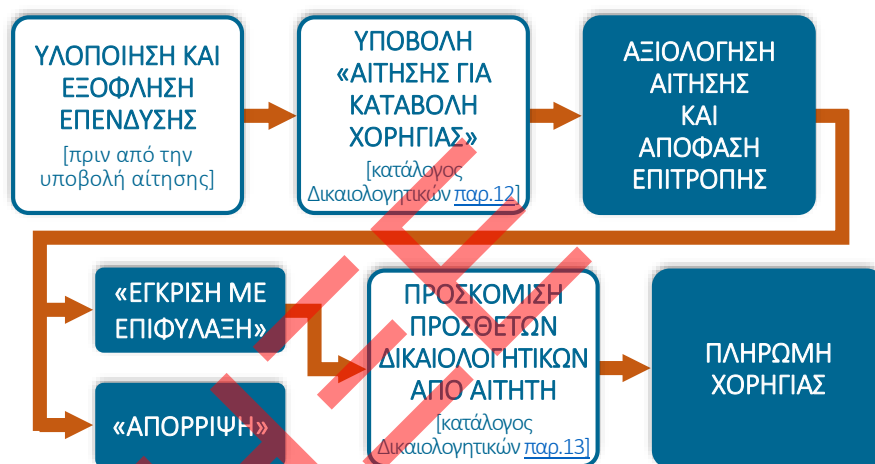 ΥΛΟΠΟΙΗΣΗ ΚΑΙ
ΕΞΟΦΛΗΣΗ
ΕΠΕΝΔΥΣΗΣ
[πριν από την
υποβολή αίτησης]
ΥΠΟΒΟΛΗ
«ΑΙΤΗΣΗΣ ΓΙΑ
ΚΑΤΑΒΟΛΗ
ΧΟΡΗΓΙΑΣ»
[κατάλογος
Δικαιολογητικών παρ.12]
ΑΞΙΟΛΟΓΗΣΗ
ΑΙΤΗΣΗΣ
ΚΑΙ
ΑΠΟΦΑΣΗ
ΕΠΙΤΡΟΠΗΣ
«ΕΓΚΡΙΣΗ ΜΕ
ΕΠΙΦΥΛΑΞΗ»
«ΑΠΟΡΡΙΨΗ»
ΠΡΟΣΚΟΜΙΣΗ
ΠΡΟΣΘΕΤΩΝ
ΔΙΚΑΙΟΛΟΓΗΤΙΚΩΝ
ΑΠΟ ΑΙΤΗΤΗ
[κατάλογος
Δικαιολογητικών παρ.13]
ΠΛΗΡΩΜΗ
ΧΟΡΗΓΙΑΣ